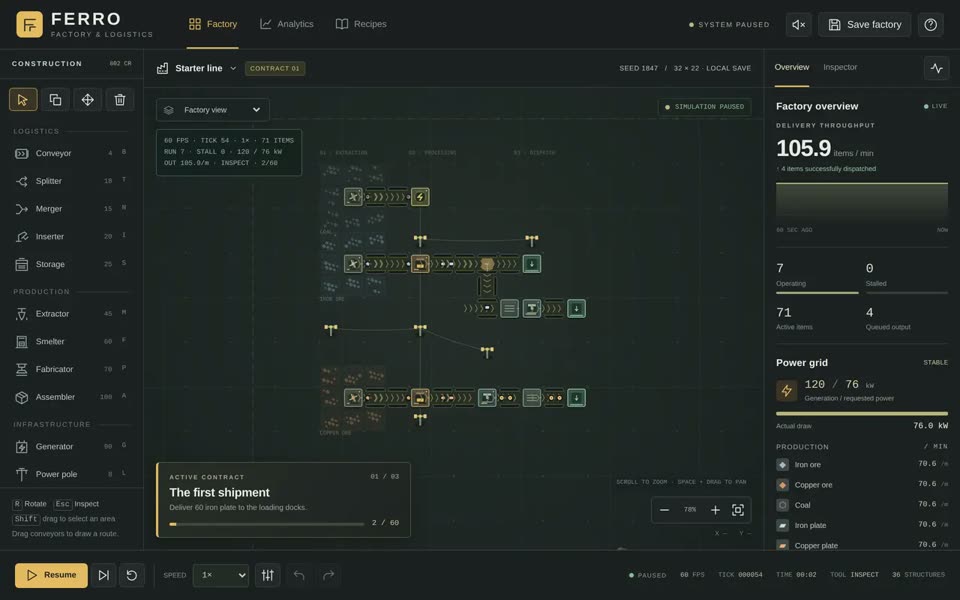 FERRO
FACTORY & LOGISTICS
Factory
Analytics
Recipes
SYSTEM PAUSED
Save factory
CONSTRUCTION 802 CR
Starter line
CONTRACT 01
SEED 1847 / 32 × 22 · LOCAL SAVE
Overview
Inspector
Factory view
SIMULATION PAUSED
60 FPS · TICK 54 · 1× · 71 ITEMS
RUN 7 · STALL 0 · 120 / 76 kW
OUT 105.9/m · INSPECT · 2/60
LOGISTICS
Conveyor 4 B
Splitter 18 T
Merger 15 R
Inserter 20 I
Storage 25 S
PRODUCTION
Extractor 45 M
Smelter 60 F
Fabricator 70 P
Assembler 100 A
INFRASTRUCTURE
Generator 90 G
Power pole 8 L
R Rotate Esc Inspect
Shift drag to select an area
Drag conveyors to draw a route.
EXTRACTION
PROCESSING
DISPATCH
COAL
IRON ORE
COPPER ORE
ACTIVE CONTRACT 01 / 03
The first shipment
Deliver 60 iron plate to the loading docks.
2 / 60
SCROLL TO ZOOM · SPACE + DRAG TO PAN
78%
X — Y —
Factory overview
LIVE
DELIVERY THROUGHPUT
105.9 items / min
↑ 4 items successfully dispatched
60 SEC AGO NOW
7 0
Operating Stalled
71 4
Active items Queued output
Power grid STABLE
120 / 76 kW
Generation / requested power
Actual draw 76.0 kW
PRODUCTION / MIN
Iron ore 70.6 /m
Copper ore 70.6 /m
Coal 70.6 /m
Iron plate 70.6 /m
Copper plate 70.6 /m
Resume
SPEED 1×
PAUSED 60 FPS TICK 000054 TIME 00:02 TOOL INSPECT 36 STRUCTURES